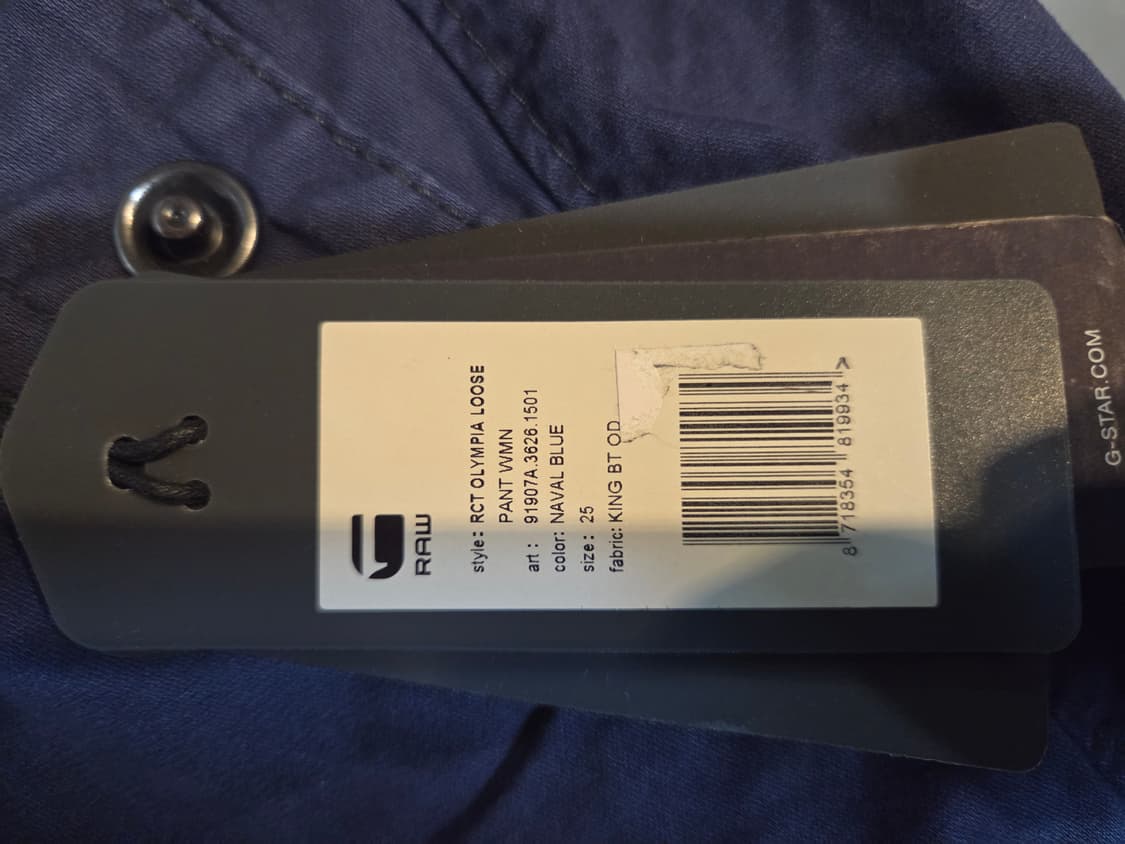 RAW
style: RCT OLYMPIA LOOSE
PANT WMN
art : 91907A.3626.1501
color: NAVAL BLUE
size : 25
fabric: KING BT OD
8 718354 819934 >
G-STAR.COM